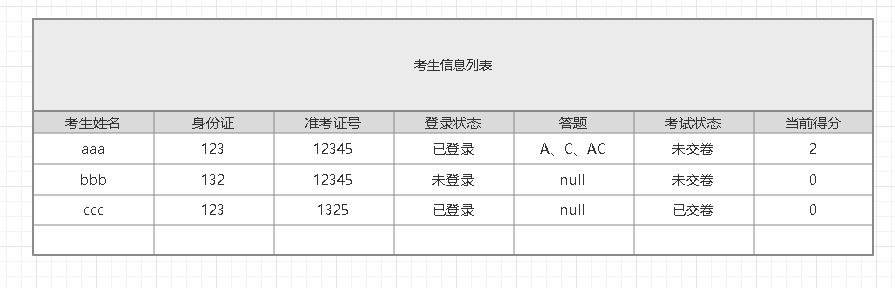 考生信息列表
考生姓名 身份证 准考证号 登录状态 答题 考试状态 当前得分
aaa 123 12345 已登录 A、C、AC 未交卷 2
bbb 132 12345 未登录 null 未交卷 0
ccc 123 1325 已登录 null 已交卷 0